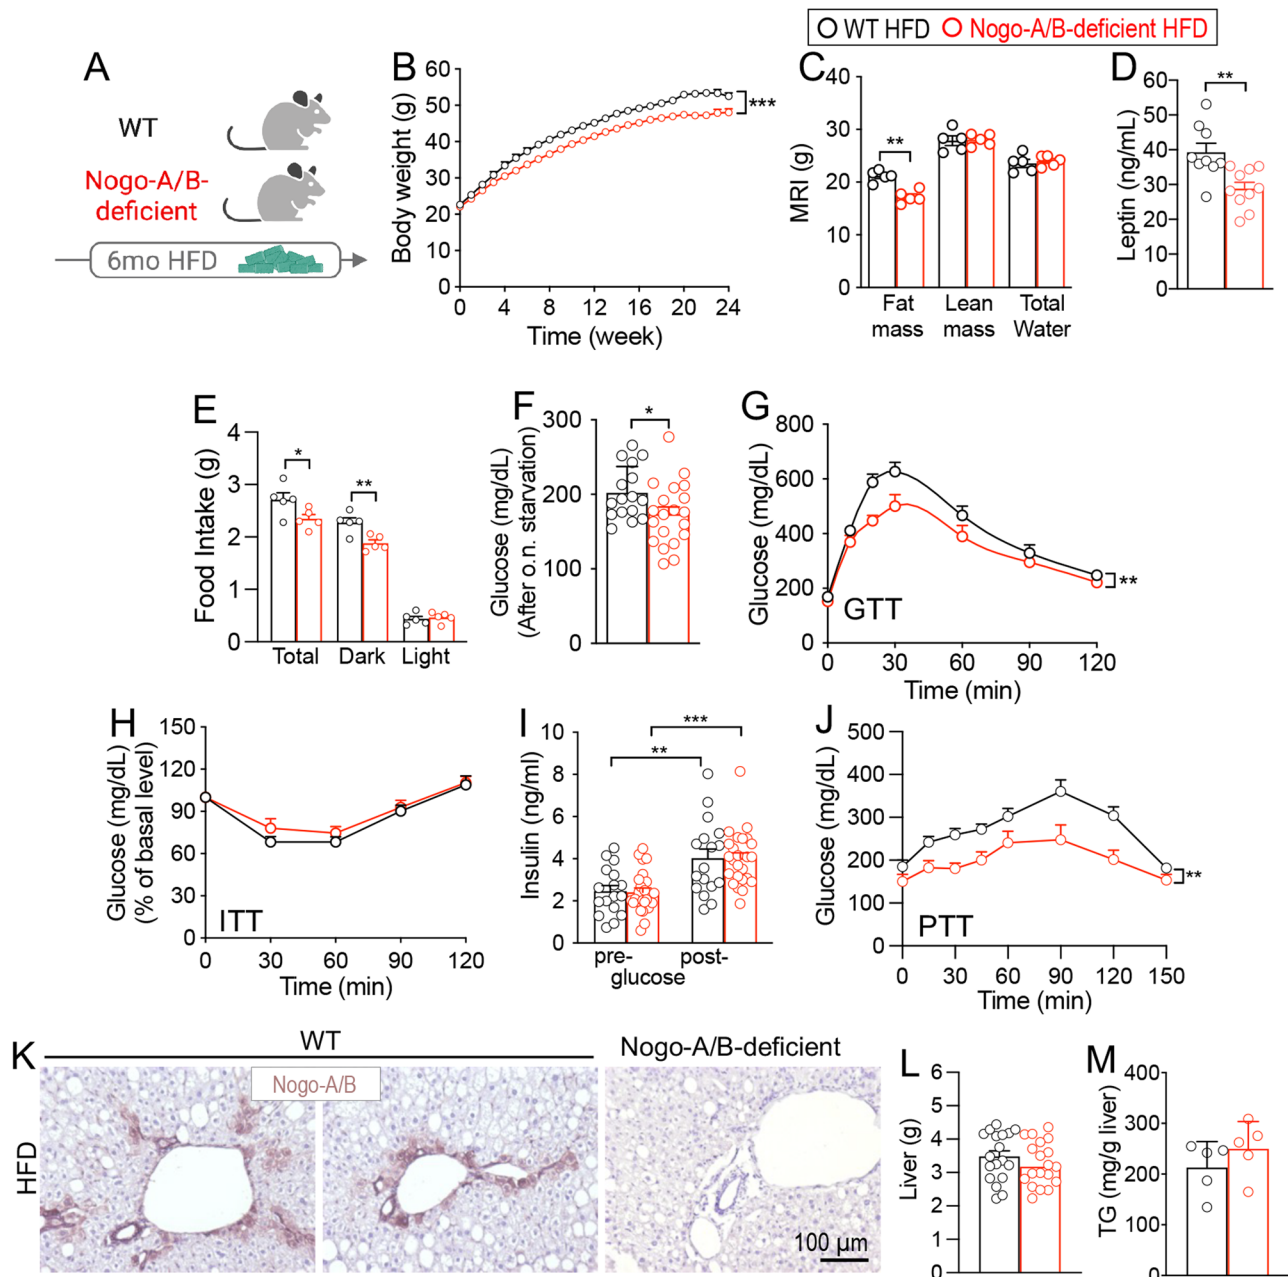 WT HFD Nogo-A/B-deficient HFD
A
WT
Nogo-A/B-
deficient
6mo HFD
B
Body weight (g)
60
50
40
30
20
10
0
0 4 8 12 16 20 24
Time (week)
***
C
MRI (g)
40
30
20
10
0
**
Fat
mass
Lean
mass
Total
Water
D
Leptin (ng/mL)
60
50
40
30
20
10
0
**
E
Food Intake (g)
4
3
2
1
0
*
**
Total Dark Light
F
Glucose (mg/dL)
(After o.n. starvation)
300
200
100
0
*
G
Glucose (mg/dL)
800
600
400
200
0
GTT
**
0 30 60 90 120
Time (min)
H
Glucose (mg/dL)
(% of basal level)
150
120
90
60
30
0
ITT
0 30 60 90 120
Time (min)
I
Insulin (ng/ml)
10
8
6
4
2
0
***
**
pre- post-
glucose
J
Glucose (mg/dL)
500
400
300
200
100
0
PTT
**
0 30 60 90 120 150
Time (min)
K
WT
Nogo-A/B-deficient
HFD
Nogo-A/B
100 µm
L
Liver (g)
6
5
4
3
2
1
0
M
TG (mg/g liver)
400
300
200
100
0